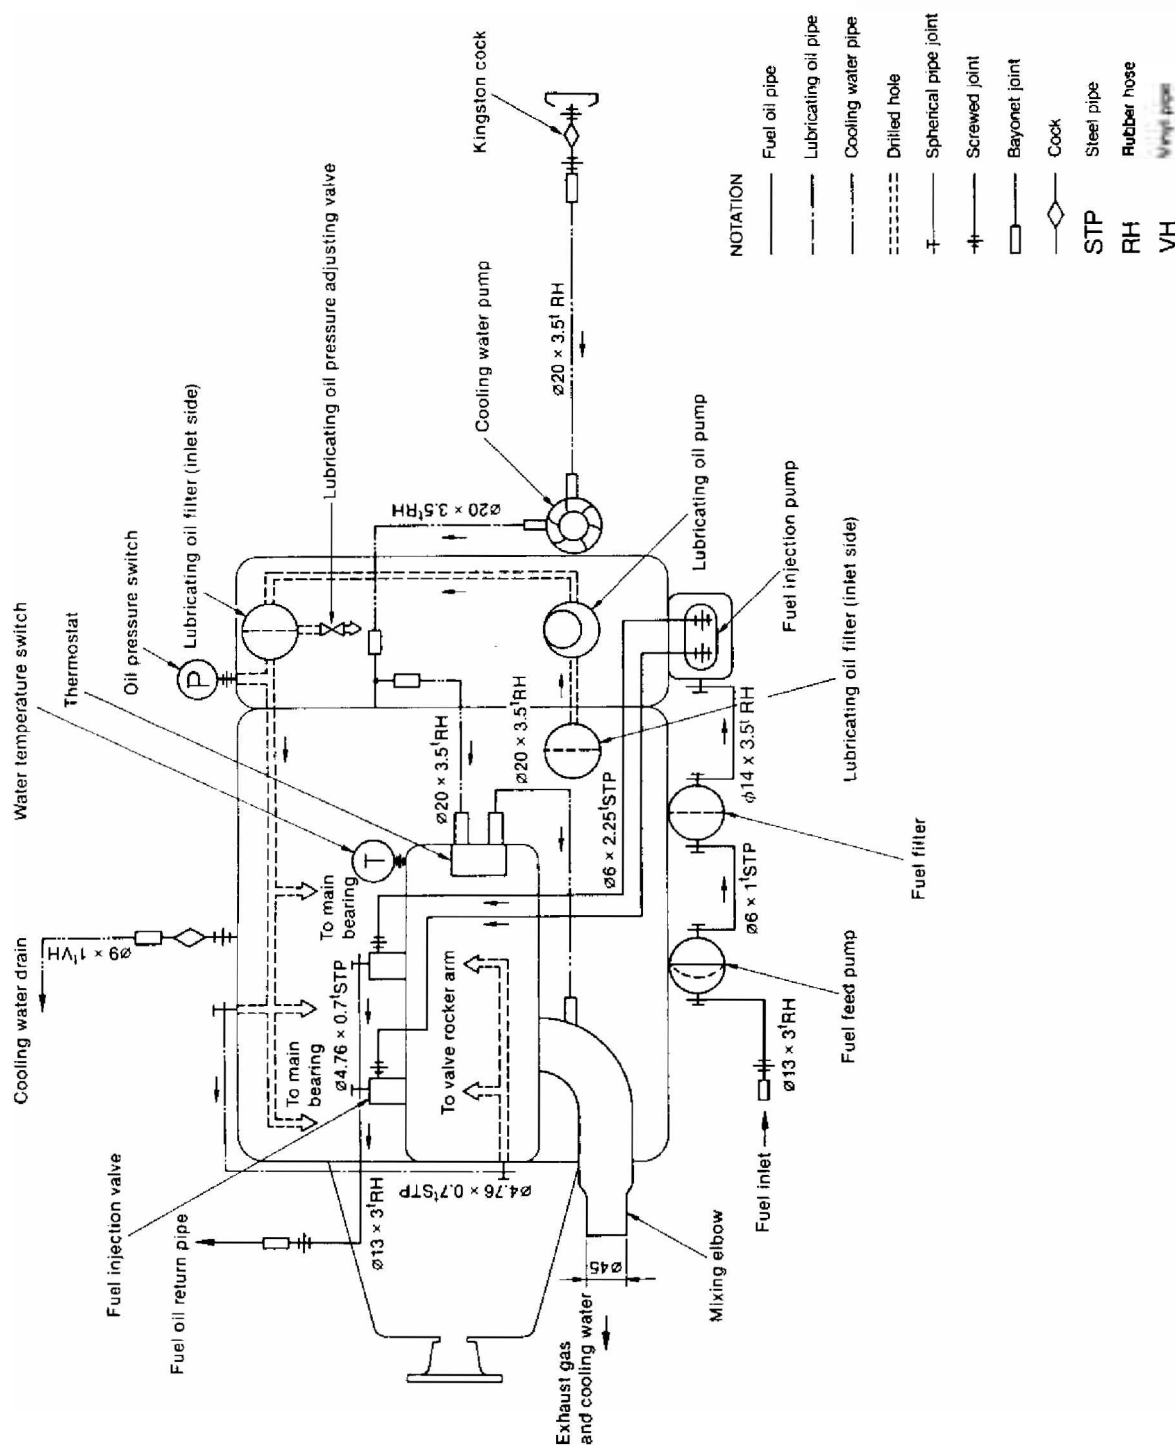 Cooling water drain
Water temperature switch
Thermostat
Oil pressure switch
Lubricating oil filter (inlet side)
Lubricating oil pressure adjusting valve
Cooling water pump
Kingston cock
Fuel injection valve
Fuel oil return pipe
P
T
Ø9 × 1ᵗVH
To main
bearing
To main
bearing
Ø4.76 × 0.7ᵗSTP
Ø13 × 3ᵗRH
Ø4.76 × 0.7ᵗSTP
To valve rocker arm
Ø20 × 3.5ᵗRH
Ø20 × 3.5ᵗRH
Ø20 × 3.5ᵗRH
Ø20 × 3.5ᵗ RH
Ø6 × 2.25ᵗSTP
Ø45
Exhaust gas
and cooling water
Mixing elbow
Fuel inlet
Ø13 × 3ᵗRH
Fuel feed pump
Ø6 × 1ᵗSTP
Fuel filter
ϕ14 × 3.5ᵗ RH
Lubricating oil filter (inlet side)
Fuel injection pump
Lubricating oil pump
NOTATION
Fuel oil pipe
Lubricating oil pipe
Cooling water pipe
Drilled hole
Spherical pipe joint
Screwed joint
Bayonet joint
Cock
STP Steel pipe
RH Rubber hose
VH Vinyl pipe